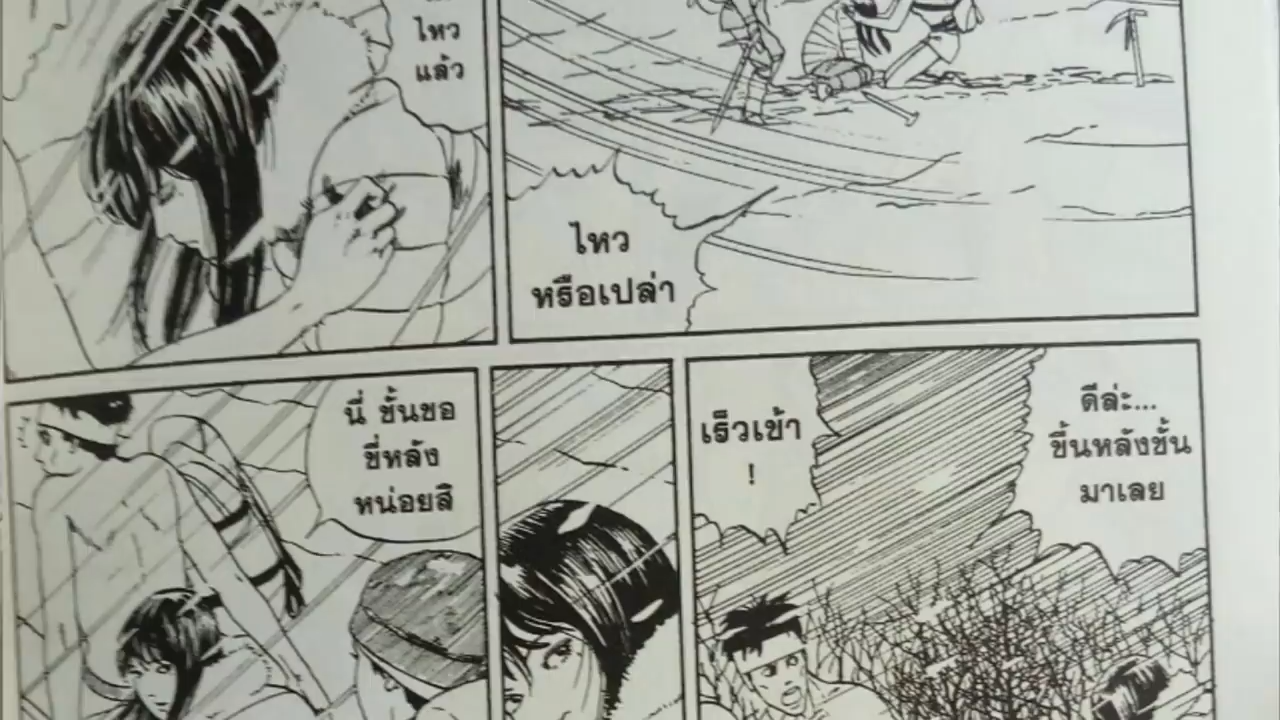 ไหว
แล้ว
ไหว
หรือเปล่า
นี่ ชั้นขอ
ขี่หลัง
หน่อยสิ
เร็วเข้า
!
ดีล่ะ...
ขึ้นหลังชั้น
มาเลย